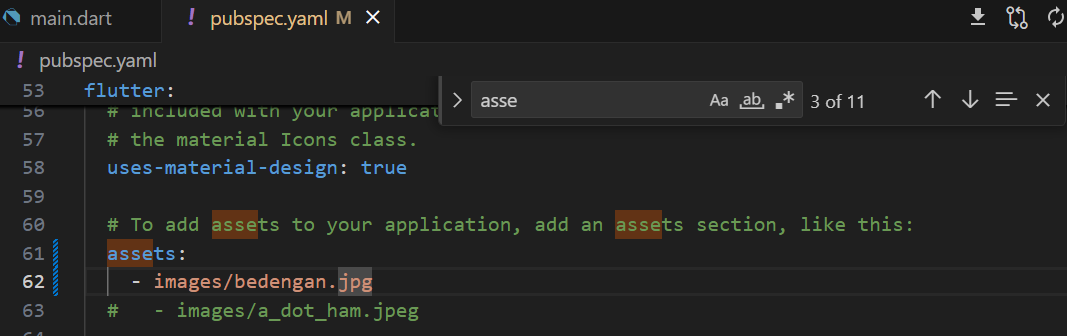 main.dart
! pubspec.yaml M
! pubspec.yaml
53 flutter:
asse Aa ab .* 3 of 11
56 # included with your applicat
57 # the material Icons class.
58 uses-material-design: true
59
60 # To add assets to your application, add an assets section, like this:
61 assets:
62 - images/bedengan.jpg
63 # - images/a_dot_ham.jpeg